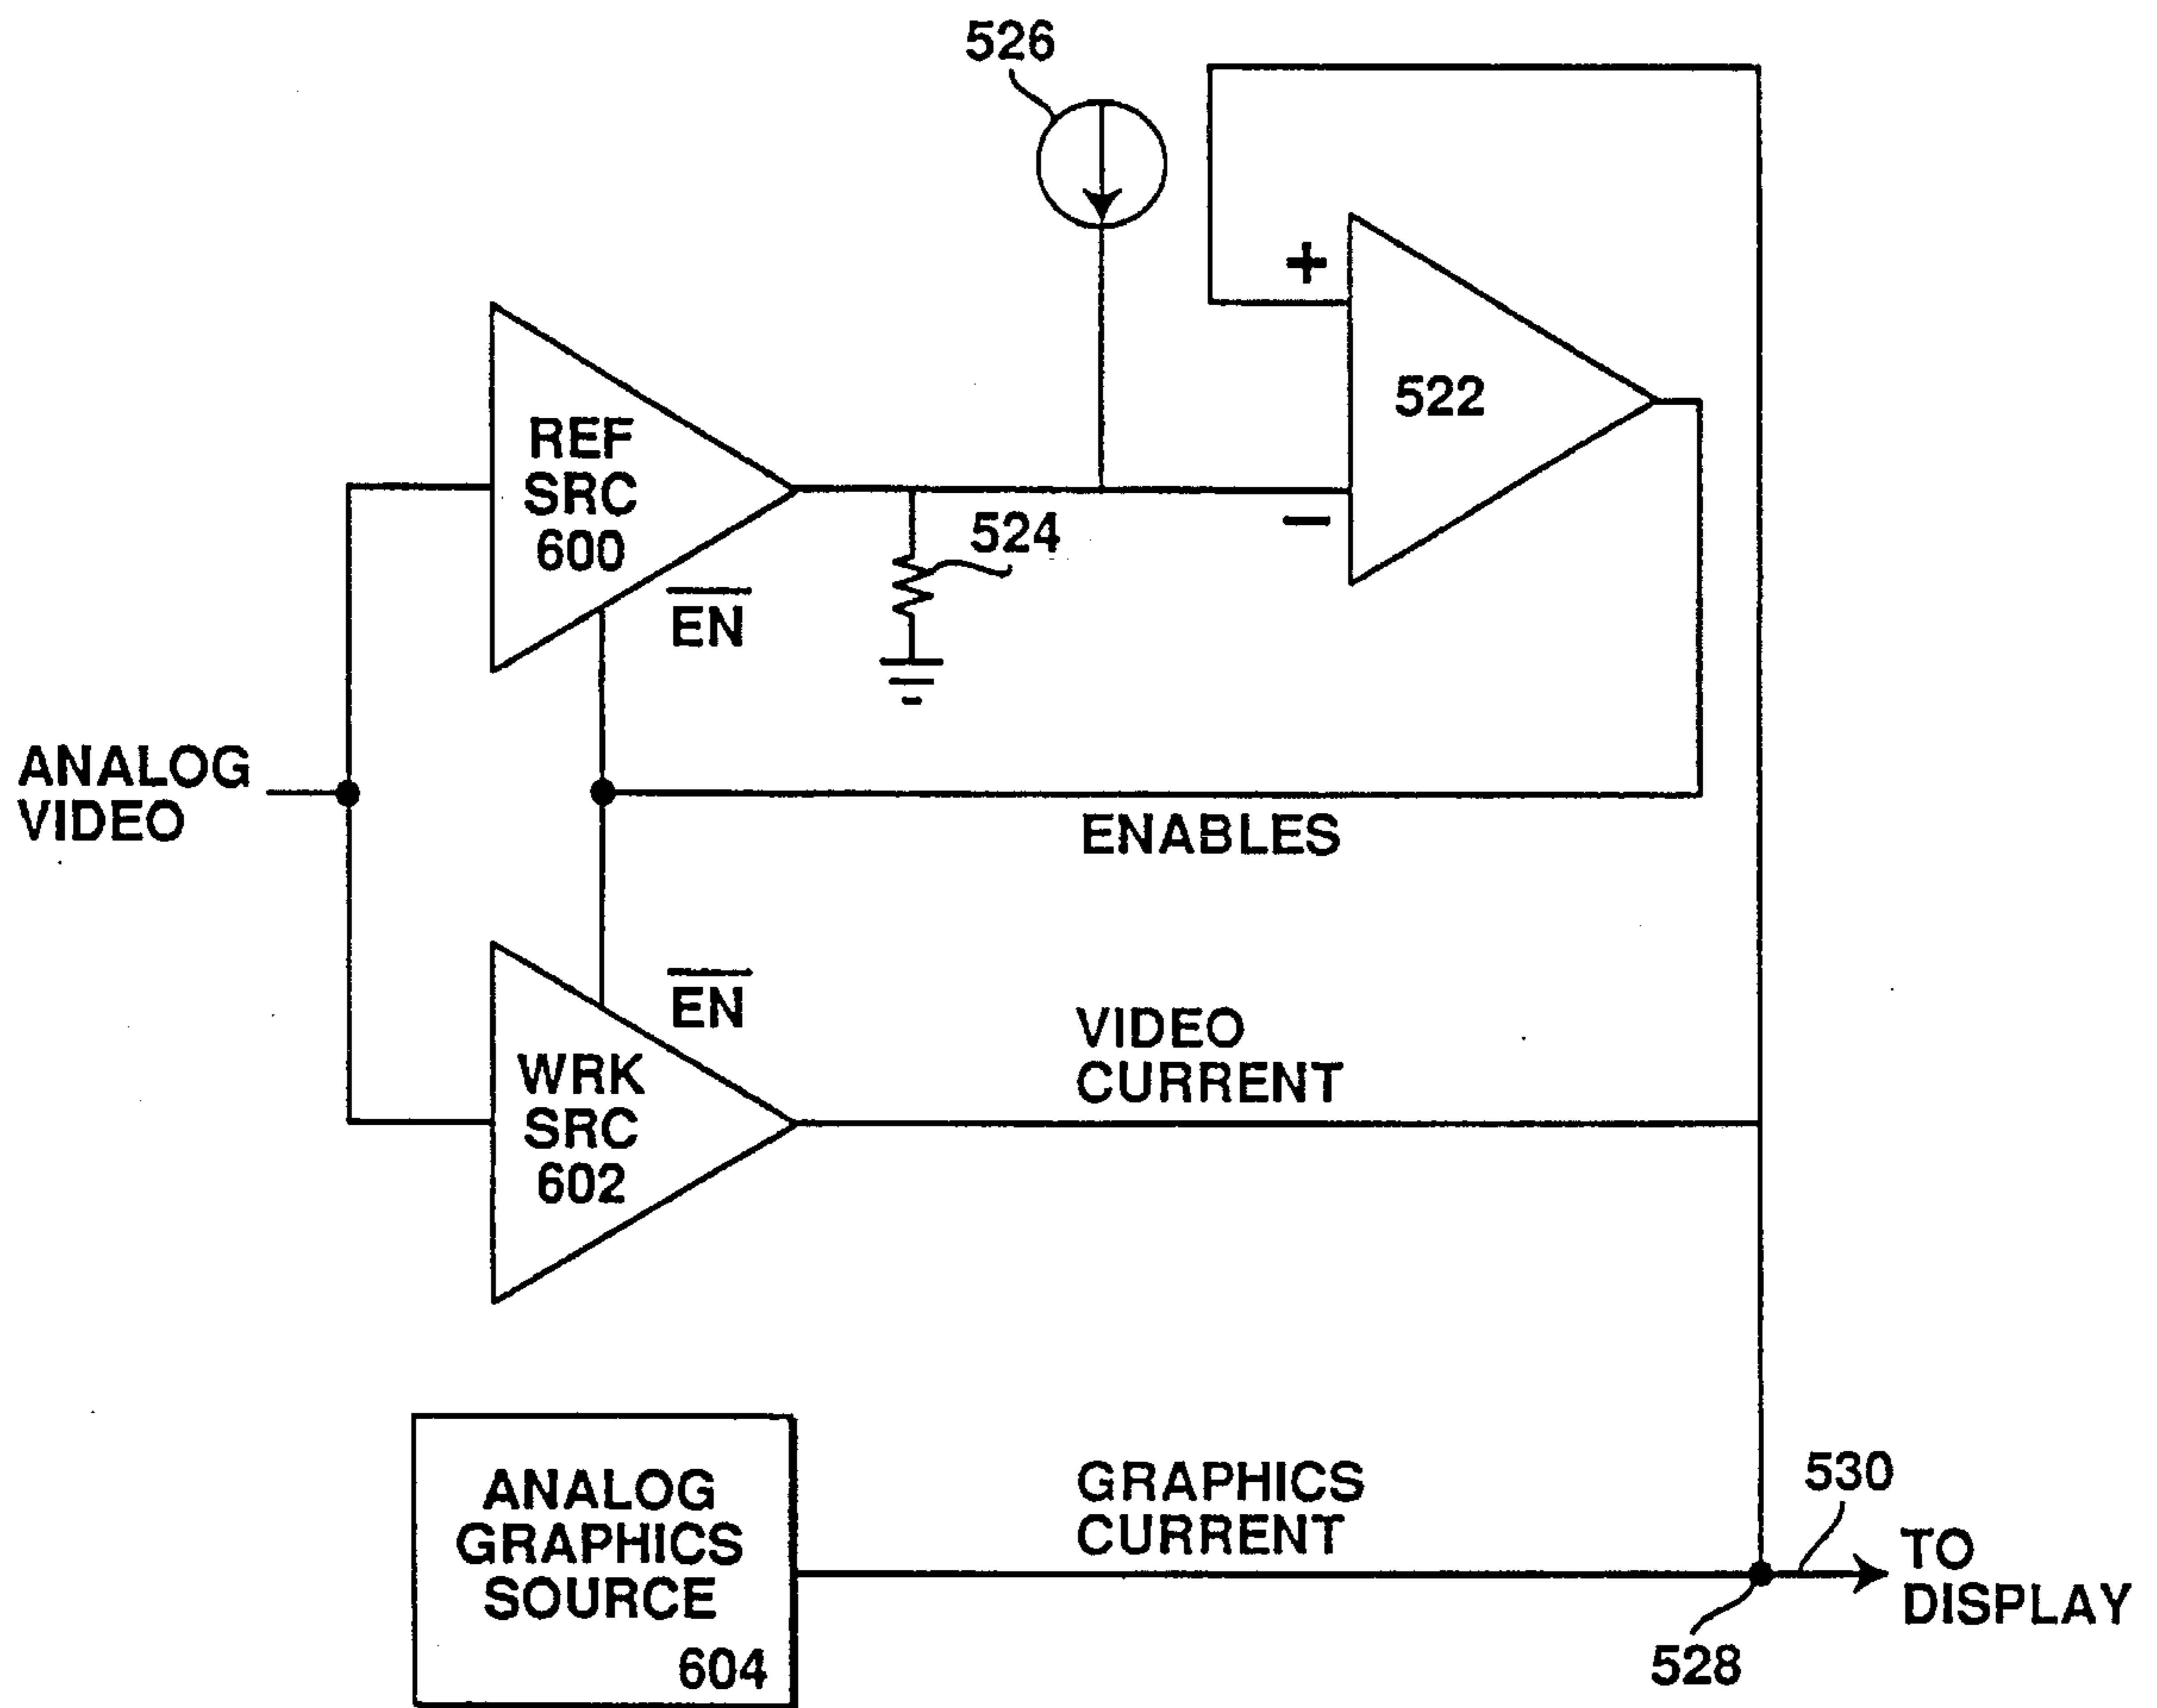 526
+
522
REF
SRC
600
524
−
EN
ANALOG
VIDEO
ENABLES
EN
WRK
SRC
602
VIDEO
CURRENT
ANALOG
GRAPHICS
SOURCE
604
GRAPHICS
CURRENT
530
TO
DISPLAY
528